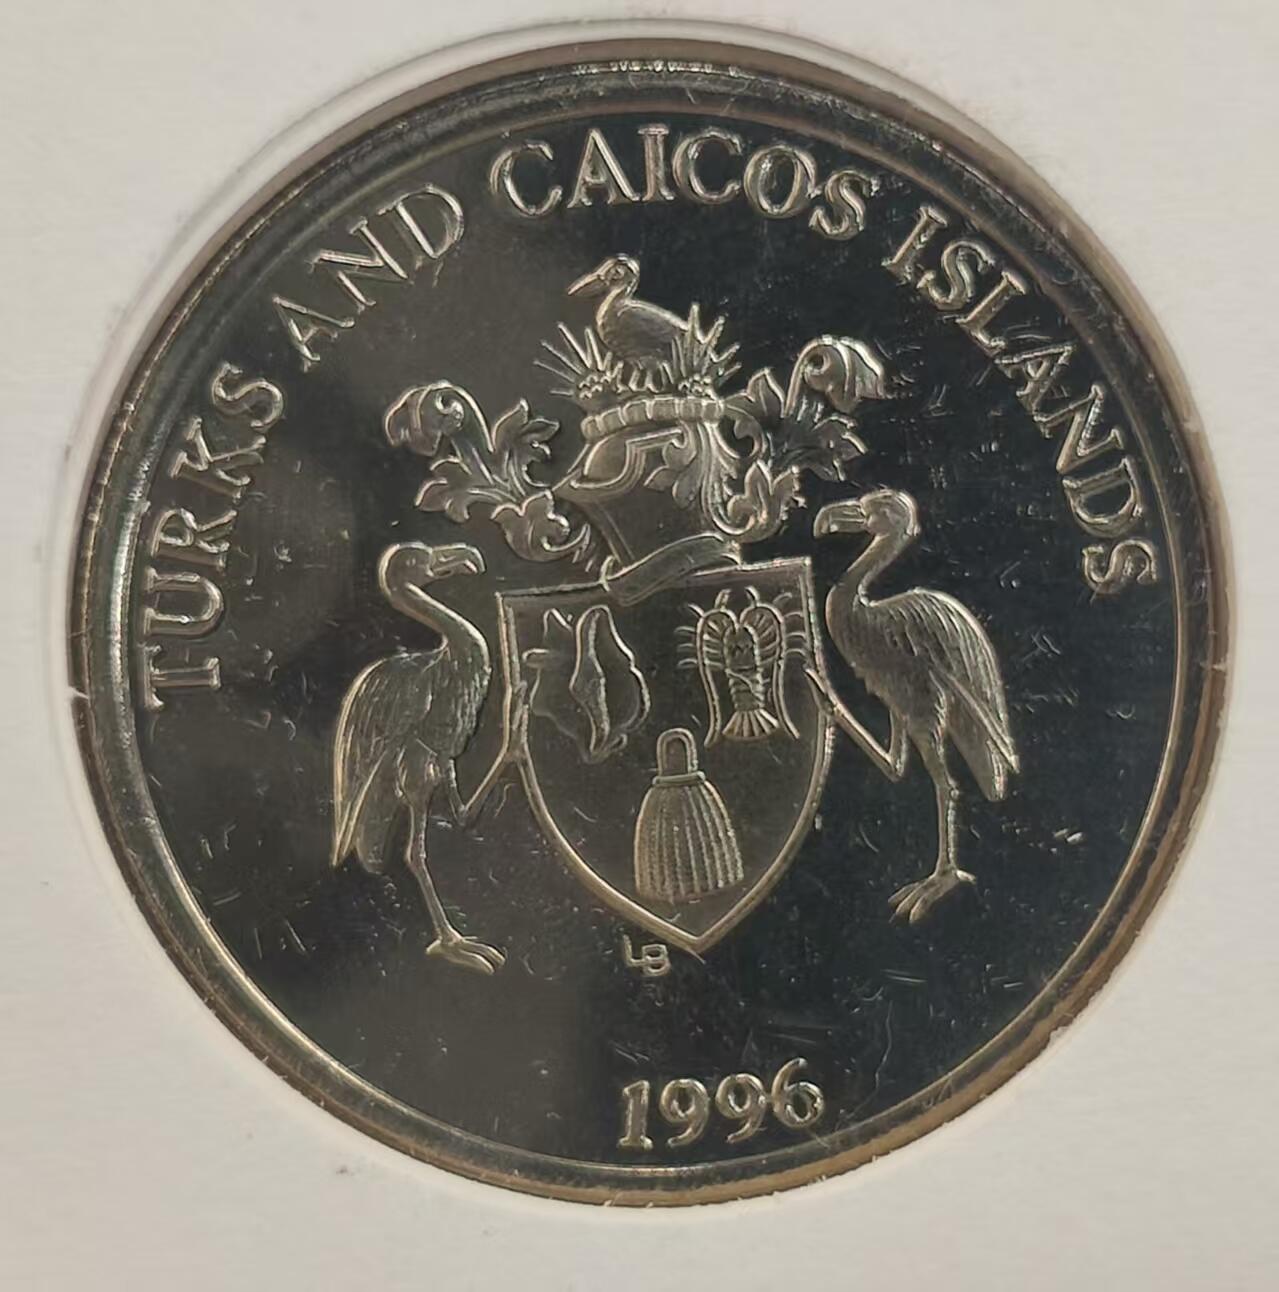 TURKS AND CAICOS ISLANDS
LB
1996